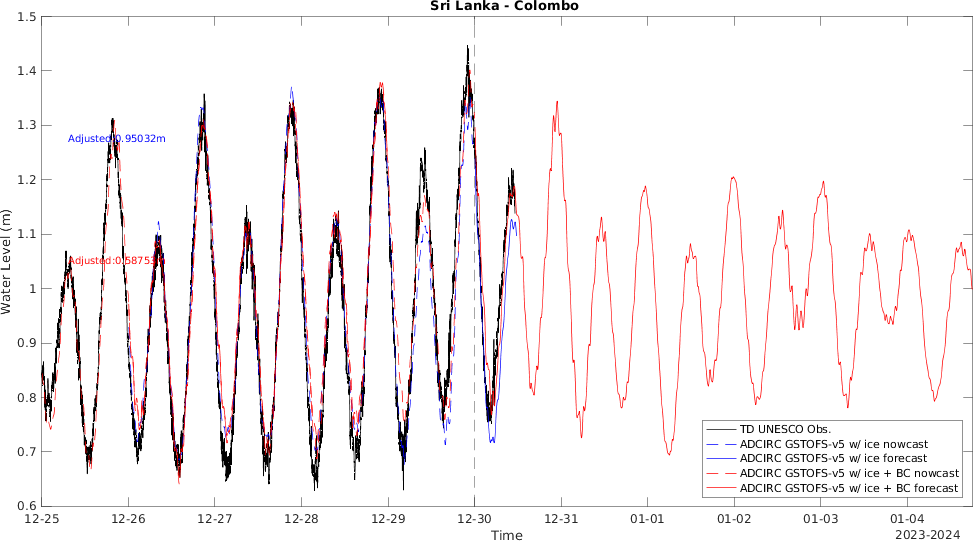 Sri Lanka - Colombo
1.5
1.4
1.3
Adjusted:0.95032m
1.2
1.1
Adjusted:0.58753
1
0.9
0.8
0.7
0.6
Water Level (m)
TD UNESCO Obs.
ADCIRC GSTOFS-v5 w/ ice nowcast
ADCIRC GSTOFS-v5 w/ ice forecast
ADCIRC GSTOFS-v5 w/ ice + BC nowcast
ADCIRC GSTOFS-v5 w/ ice + BC forecast
12-25 12-26 12-27 12-28 12-29 12-30 12-31 01-01 01-02 01-03 01-04
Time
2023-2024